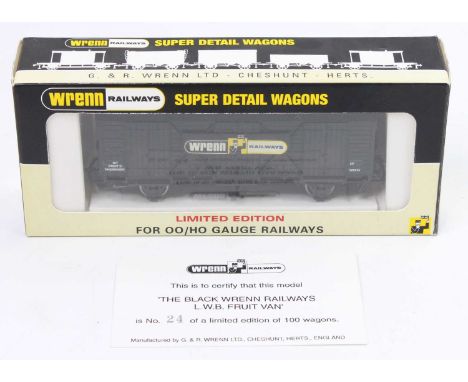 wrenn RAILWAYS SUPER DETAIL WAGONS
G. & R. WRENN LTD - CHESHUNT - HERTS.
wrenn RAILWAYS SUPER DETAIL WAGONS
wrenn RAILWAYS
LIMITED EDITION
FOR OO/HO GAUGE RAILWAYS
wrenn RAILWAYS
This is to certify that this model
'THE BLACK WRENN RAILWAYS
L.W.B. FRUIT VAN'
is No. 24 of a limited edition of 100 wagons.
Manufactured by G. & R. WRENN LTD., CHESHUNT, HERTS, ENGLAND